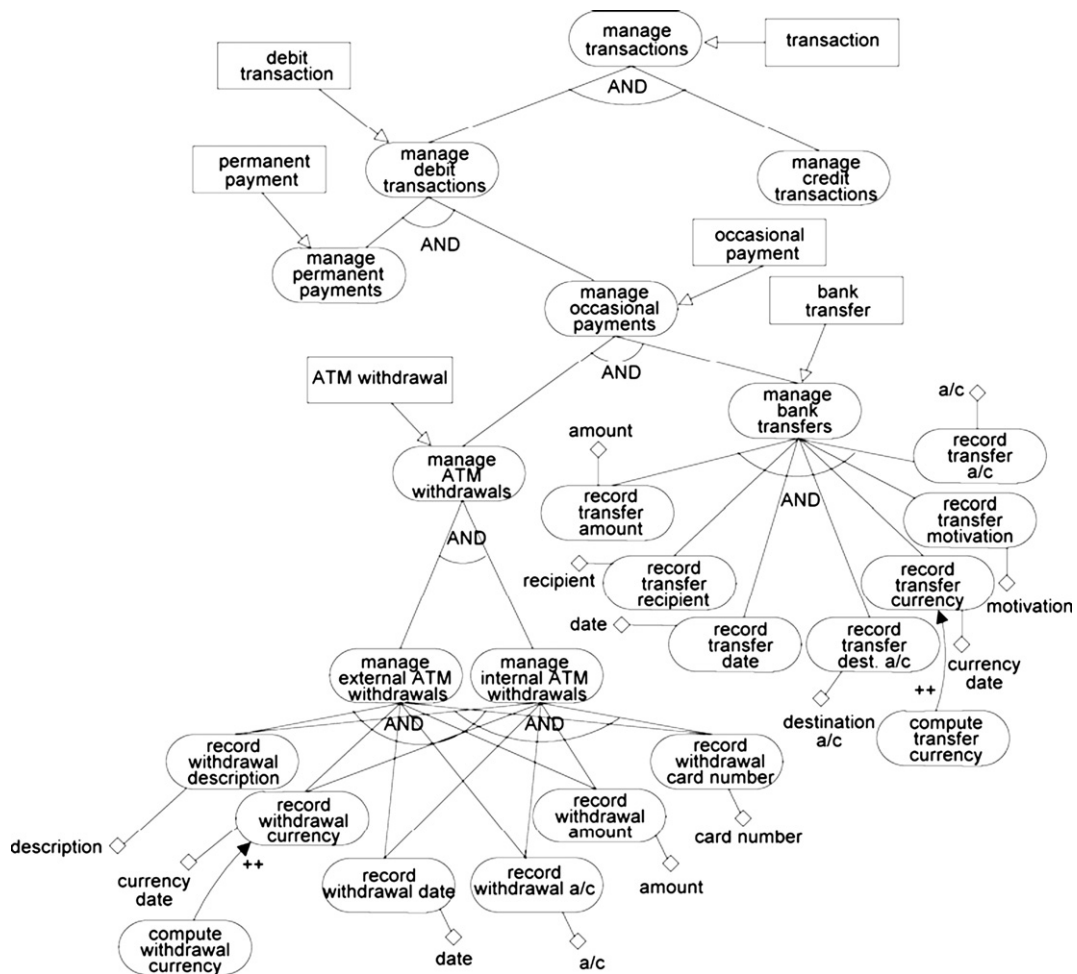 manage
transactions
transaction
debit
transaction
AND
permanent
payment
manage
debit
transactions
manage
credit
transactions
AND
occasional
payment
manage
permanent
payments
manage
occasional
payments
bank
transfer
AND
ATM withdrawal
manage
bank
transfers
a/c
amount
record
transfer
a/c
manage
ATM
withdrawals
record
transfer
amount
AND
record
transfer
motivation
AND
recipient
record
transfer
recipient
record
transfer
currency
motivation
date
record
transfer
date
record
transfer
dest. a/c
currency
date
manage
external ATM
withdrawals
manage
internal ATM
withdrawals
++
destination
a/c
compute
transfer
currency
AND
AND
record
withdrawal
description
record
withdrawal
card number
record
withdrawal
currency
record
withdrawal
amount
description
card number
++
currency
date
record
withdrawal date
record
withdrawal a/c
amount
compute
withdrawal
currency
date
a/c